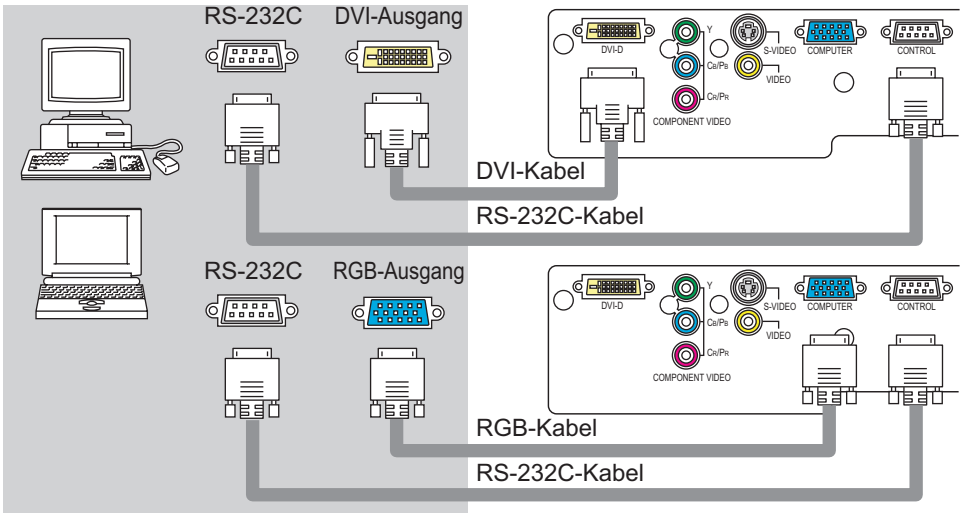 RS-232C DVI-Ausgang
DVI-D
Y
CB/PB
CR/PR
COMPONENT VIDEO
S-VIDEO
VIDEO
COMPUTER
CONTROL
DVI-Kabel
RS-232C-Kabel
RS-232C RGB-Ausgang
DVI-D
Y
CB/PB
CR/PR
COMPONENT VIDEO
S-VIDEO
VIDEO
COMPUTER
CONTROL
RGB-Kabel
RS-232C-Kabel